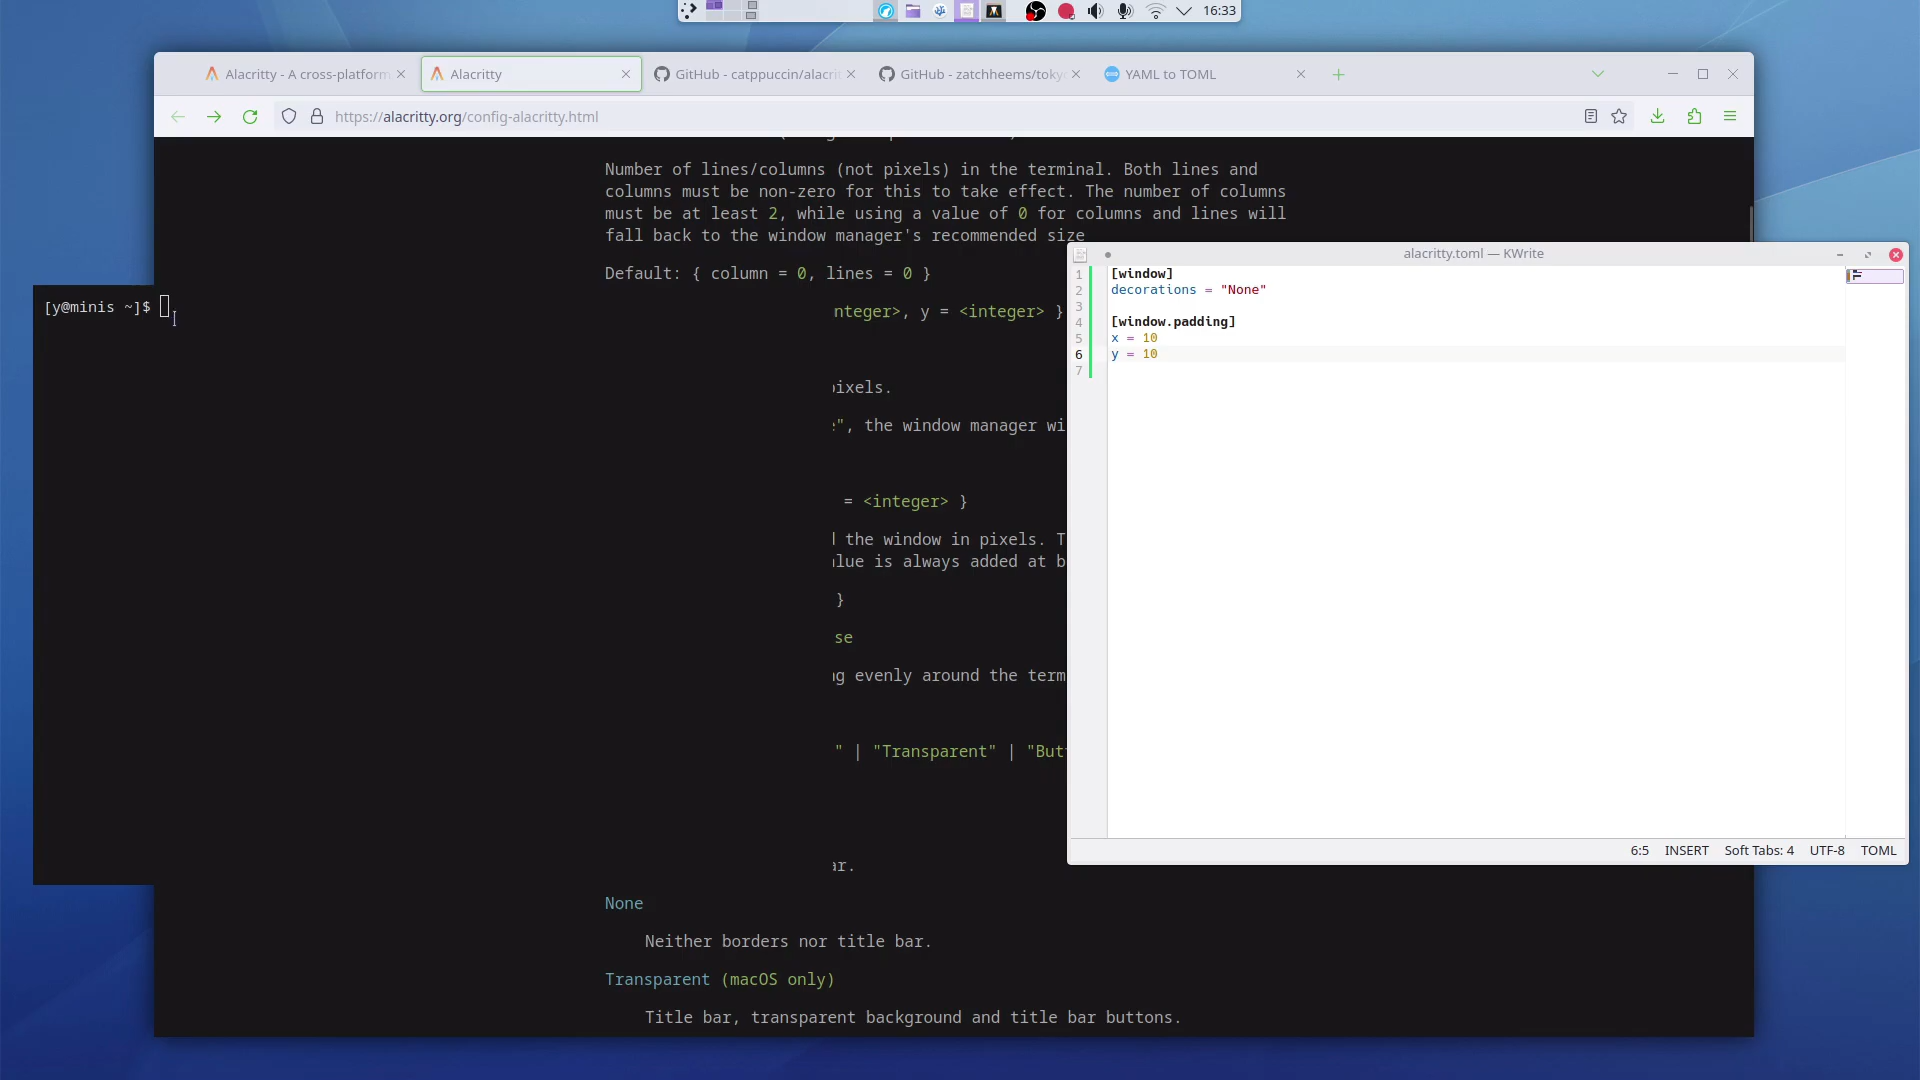 16:33
Alacritty - A cross-platform
Alacritty
GitHub - catppuccin/alacrit
GitHub - zatchheems/toky
YAML to TOML
https://alacritty.org/config-alacritty.html
Number of lines/columns (not pixels) in the terminal. Both lines and
columns must be non-zero for this to take effect. The number of columns
must be at least 2, while using a value of 0 for columns and lines will
fall back to the window manager's recommended size
Default: { column = 0, lines = 0 }
nteger>, y = <integer> }
pixels.
e", the window manager wi
= <integer> }
the window in pixels. T
lue is always added at b
}
se
ng evenly around the term
" | "Transparent" | "But
ar.
None
Neither borders nor title bar.
Transparent (macOS only)
Title bar, transparent background and title bar buttons.
[y@minis ~]$
alacritty.toml — KWrite
1 [window]
2 decorations = "None"
3
4 [window.padding]
5 x = 10
6 y = 10
7
6:5 INSERT Soft Tabs: 4 UTF-8 TOML